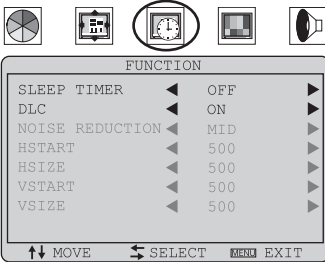 FUNCTION
SLEEP TIMER ◀ OFF ▶
DLC ◀ ON ▶
NOISE REDUCTION ◀ MID ▶
HSTART ◀ 500 ▶
HSIZE ◀ 500 ▶
VSTART ◀ 500 ▶
VSIZE ◀ 500 ▶
MOVE SELECT MENU EXIT